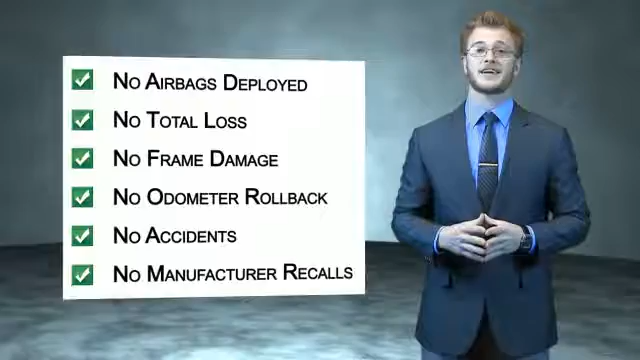 No Airbags Deployed
No Total Loss
No Frame Damage
No Odometer Rollback
No Accidents
No Manufacturer Recalls